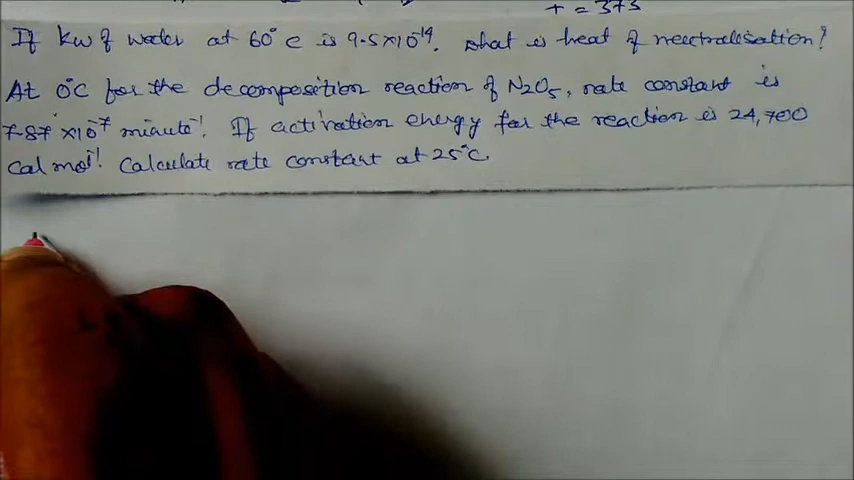 t = 373
If kw of water at 60° c is 9.5×10⁻¹⁴. what is heat of neutralisation?
At 0°C for the decomposition reaction of N₂O₅, rate constant is
7.87 ×10⁻⁷ minute⁻¹. If activation energy for the reaction is 24,700
cal mol⁻¹. Calculate rate constant at 25°C.